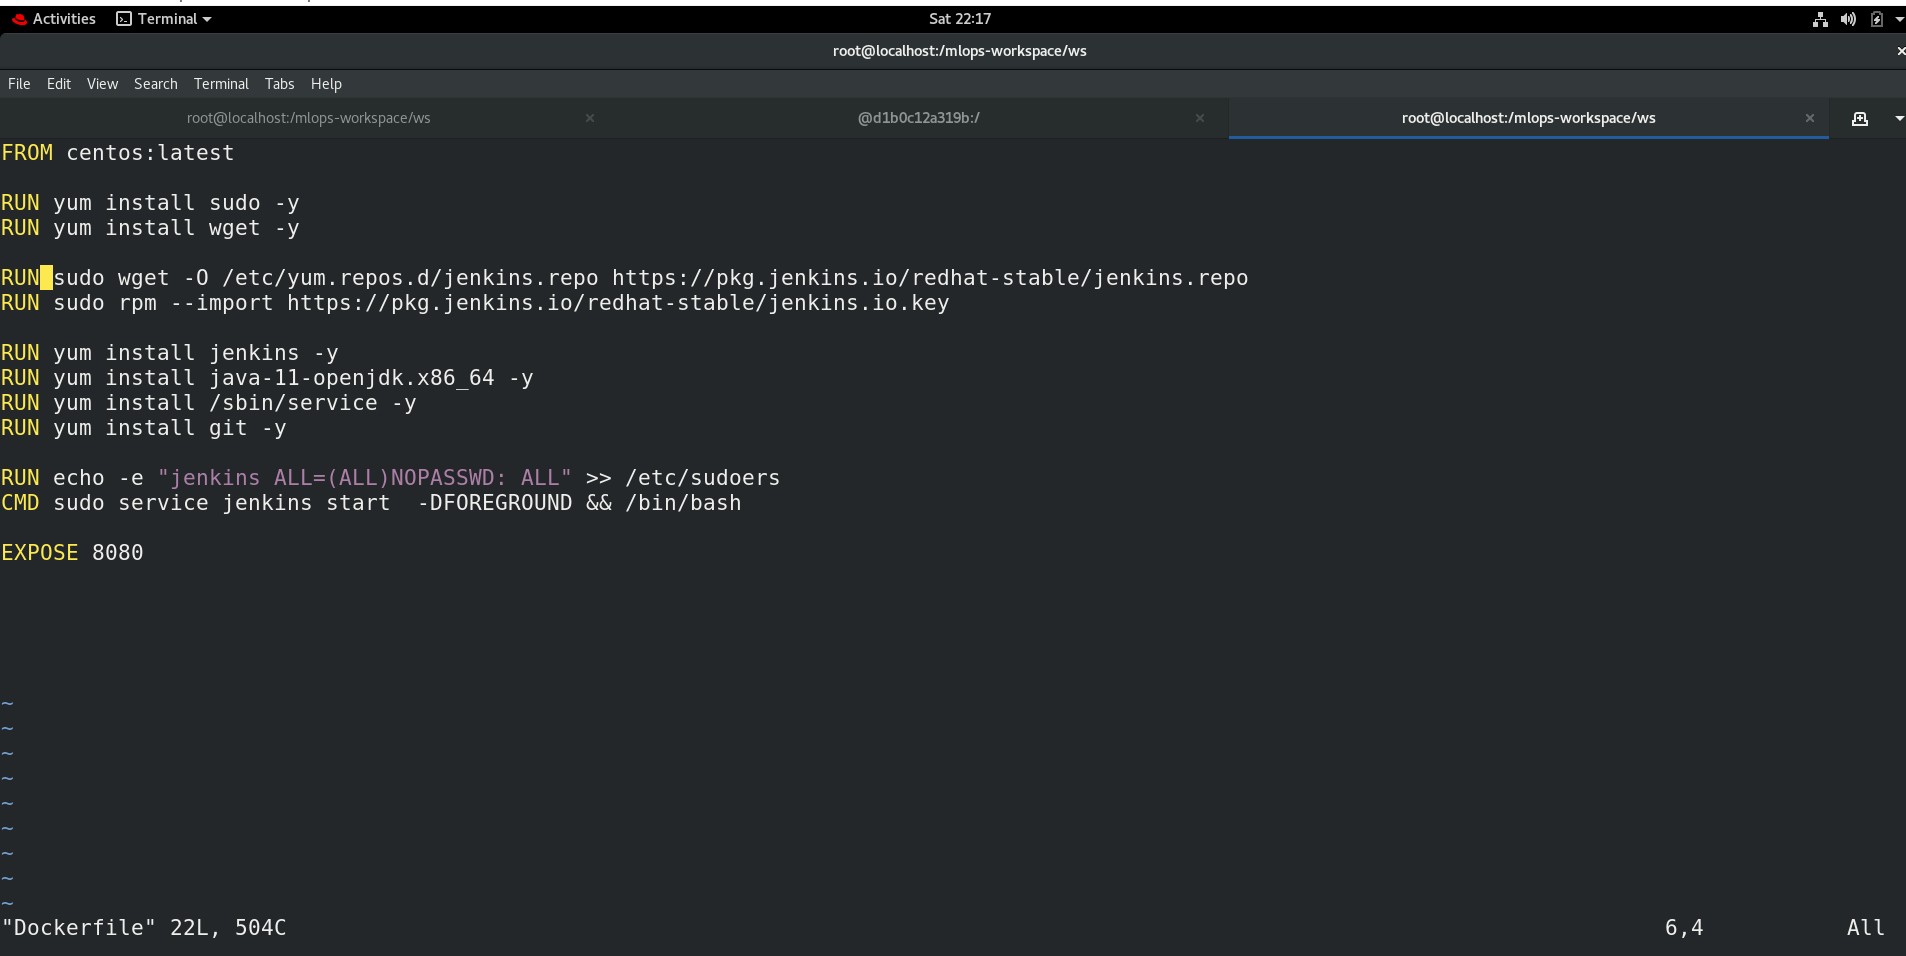 Activities Terminal Sat 22:17
root@localhost:/mlops-workspace/ws
File Edit View Search Terminal Tabs Help
root@localhost:/mlops-workspace/ws @d1b0c12a319b:/ root@localhost:/mlops-workspace/ws
FROM centos:latest
RUN yum install sudo -y
RUN yum install wget -y
RUN sudo wget -O /etc/yum.repos.d/jenkins.repo https://pkg.jenkins.io/redhat-stable/jenkins.repo
RUN sudo rpm --import https://pkg.jenkins.io/redhat-stable/jenkins.io.key
RUN yum install jenkins -y
RUN yum install java-11-openjdk.x86_64 -y
RUN yum install /sbin/service -y
RUN yum install git -y
RUN echo -e "jenkins ALL=(ALL)NOPASSWD: ALL" >> /etc/sudoers
CMD sudo service jenkins start  -DFOREGROUND && /bin/bash
EXPOSE 8080
~
~
~
~
~
~
~
~
~
"Dockerfile" 22L, 504C 6,4 All